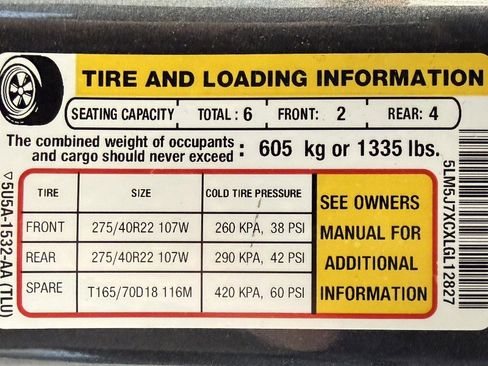 TIRE AND LOADING INFORMATION
SEATING CAPACITY TOTAL : 6 FRONT: 2 REAR: 4
The combined weight of occupants
and cargo should never exceed : 605 kg or 1335 lbs.
TIRE SIZE COLD TIRE PRESSURE
FRONT 275/40R22 107W 260 KPA, 38 PSI
REAR 275/40R22 107W 290 KPA, 42 PSI
SPARE T165/70D18 116M 420 KPA, 60 PSI
SEE OWNERS
MANUAL FOR
ADDITIONAL
INFORMATION
5U5A-1532-AA (TLU)
5LM5J7XCXLGL12827